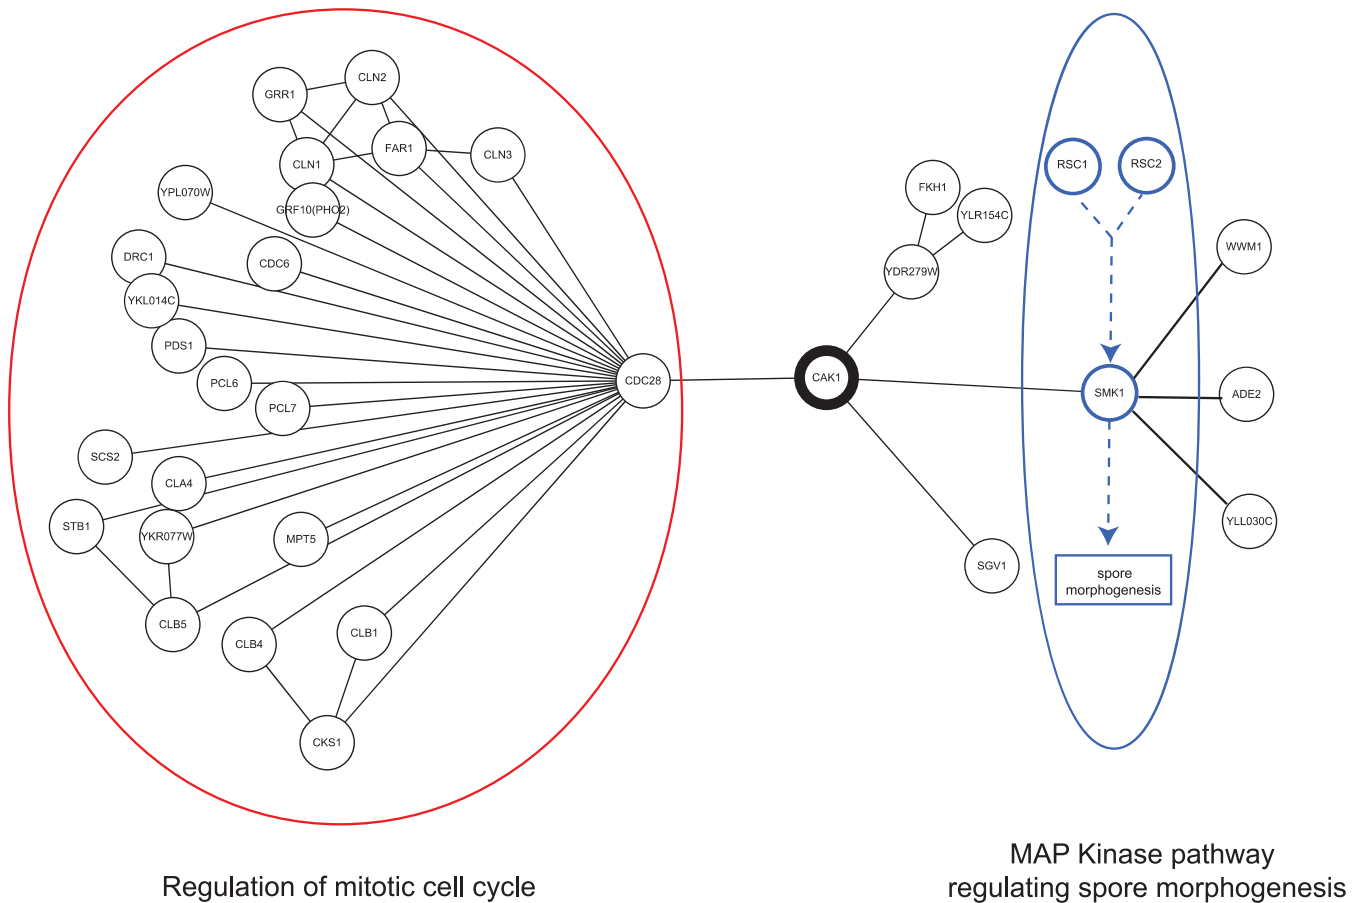 CLN2
GRR1
CLN1
FAR1
CLN3
YPL070W
GRF10(PHO2)
DRC1
CDC6
YKL014C
PDS1
PCL6
PCL7
CDC28
SCS2
CLA4
STB1
YKR077W
MPT5
CLB5
CLB4
CLB1
CKS1
CAK1
FKH1
YLR154C
YDR279W
SGV1
RSC1
RSC2
SMK1
spore
morphogenesis
WWM1
ADE2
YLL030C
Regulation of mitotic cell cycle
MAP Kinase pathway
regulating spore morphogenesis